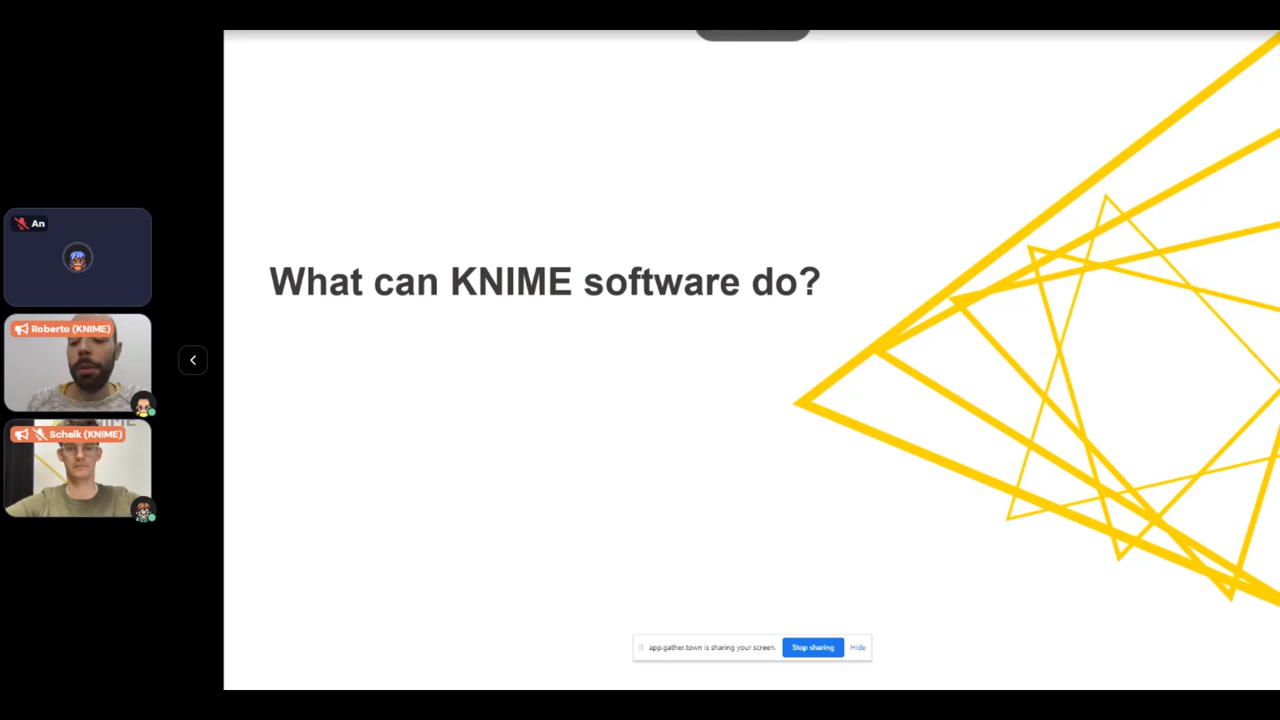 An
Roberto (KNIME)
Schalk (KNIME)
What can KNIME software do?
app.gather.town is sharing your screen.
Stop sharing
Hide